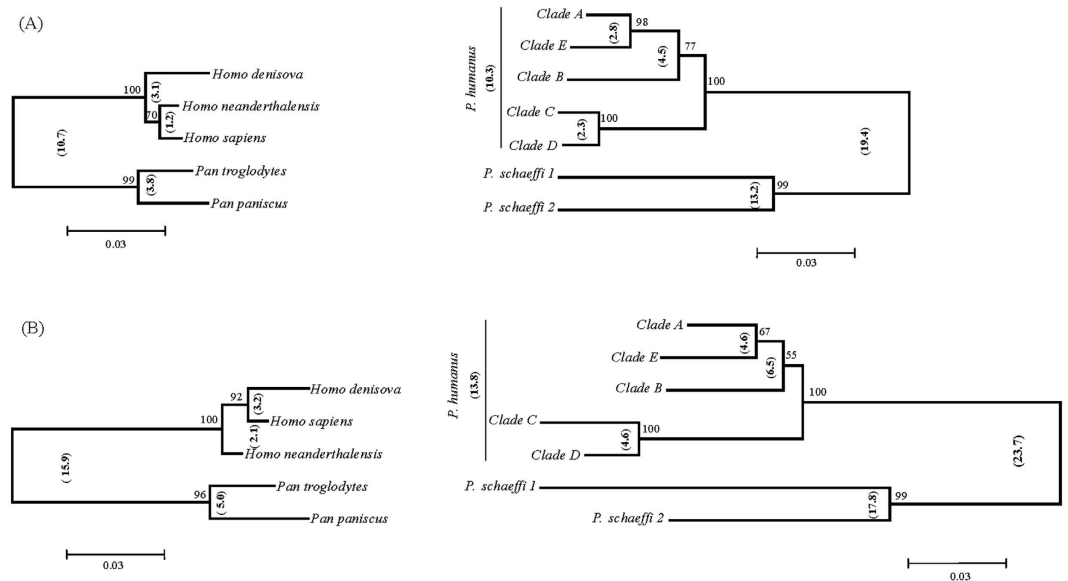 (A)
Homo denisova
100
(3.1)
Homo neanderthalensis
70
(1.2)
Homo sapiens
(10.7)
Pan troglodytes
99
(3.8)
Pan paniscus
0.03
P. humanus
(10.3)
Clade A
98
(2.8)
Clade E
77
(4.5)
Clade B
100
Clade C
100
(2.3)
Clade D
(19.4)
P. schaeffi 1
99
(13.2)
P. schaeffi 2
0.03
(B)
Homo denisova
92
(3.2)
100
Homo sapiens
( 2.1)
Homo neanderthalensis
( 15.9)
Pan troglodytes
96
( 5.0)
Pan paniscus
0.03
P. humanus
(13.8)
Clade A
67
(4.6)
Clade E
55
(6.5)
Clade B
100
Clade C
100
(4.6)
Clade D
(23.7)
P. schaeffi 1
99
(17.8)
P. schaeffi 2
0.03